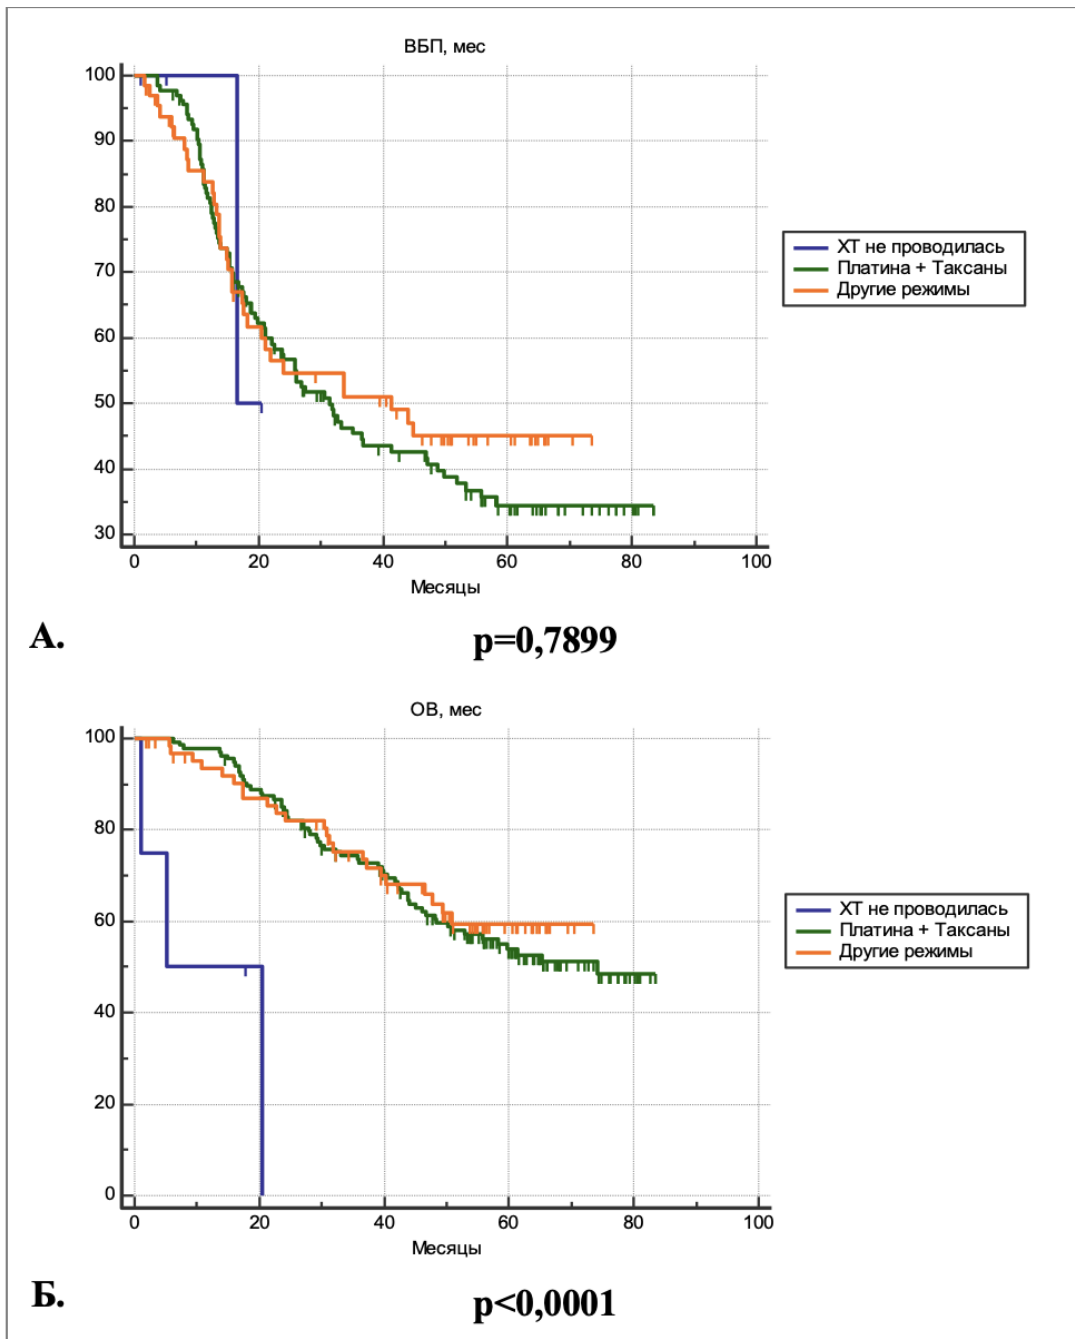 ВБП, мес
100
90
80
70
60
50
40
30
0 20 40 60 80 100
Месяцы
ХТ не проводилась
Платина + Таксаны
Другие режимы
А. p=0,7899
ОВ, мес
100
80
60
40
20
0
0 20 40 60 80 100
Месяцы
ХТ не проводилась
Платина + Таксаны
Другие режимы
Б. p<0,0001